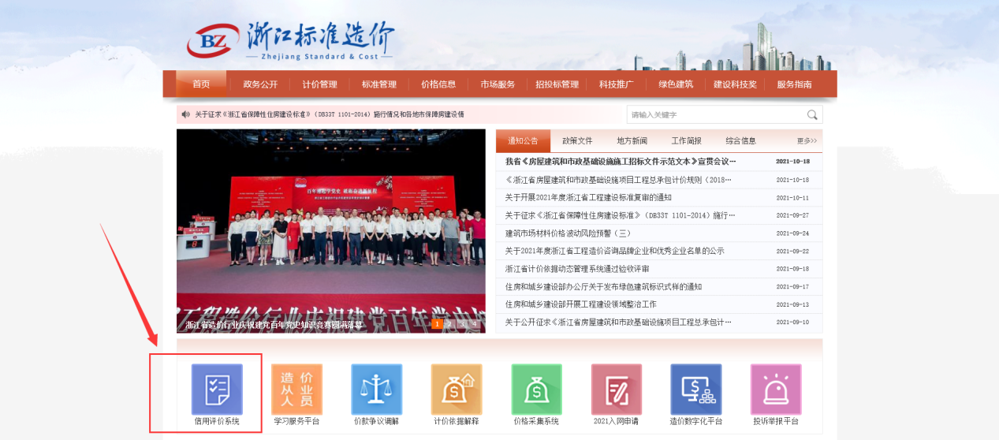 BZ 浙江标准造价
Zhejiang Standard & Cost
首页 政务公开 计价管理 标准管理 价格信息 市场服务 招投标管理 科技推广 绿色建筑 建设科技奖 服务指南
关于征求《浙江省保障性住房建设标准》(DB33T 1101-2014)施行情况和各地市保障房建设情
请输入关键字
通知公告 政策文件 地方新闻 工作简报 综合信息 更多>>
我省《房屋建筑和市政基础设施施工招标文件示范文本》宣贯会议… 2021-10-18
《浙江省房屋建筑和市政基础设施项目工程总承包计价规则(2018… 2021-10-18
关于开展2021年度浙江省工程建设标准复审的通知 2021-10-11
关于征求《浙江省保障性住房建设标准》(DB33T 1101-2014)施行… 2021-09-27
建筑市场材料价格波动风险预警(三) 2021-09-24
关于2021年度浙江省工程造价咨询品牌企业和优秀企业名单的公示 2021-09-22
浙江省计价依据动态管理系统通过验收评审 2021-09-18
住房和城乡建设部办公厅关于发布绿色建筑标识式样的通知 2021-09-17
住房和城乡建设部开展工程建设领域整治工作 2021-09-13
关于公开征求《浙江省房屋建筑和市政基础设施项目工程总承包计… 2021-09-10
百年潮起学党史 砥砺奋进新征程
8
工程造价行业庆祝建党百年党史知
浙江省造价行业庆祝建党百年党史知识竞赛圆满落幕
1 2 3 4
造 价
从 业
人 员
信用评价系统 学习服务平台 价款争议调解 计价依据解释 价格采集系统 2021入网申请 造价数字化平台 投诉举报平台